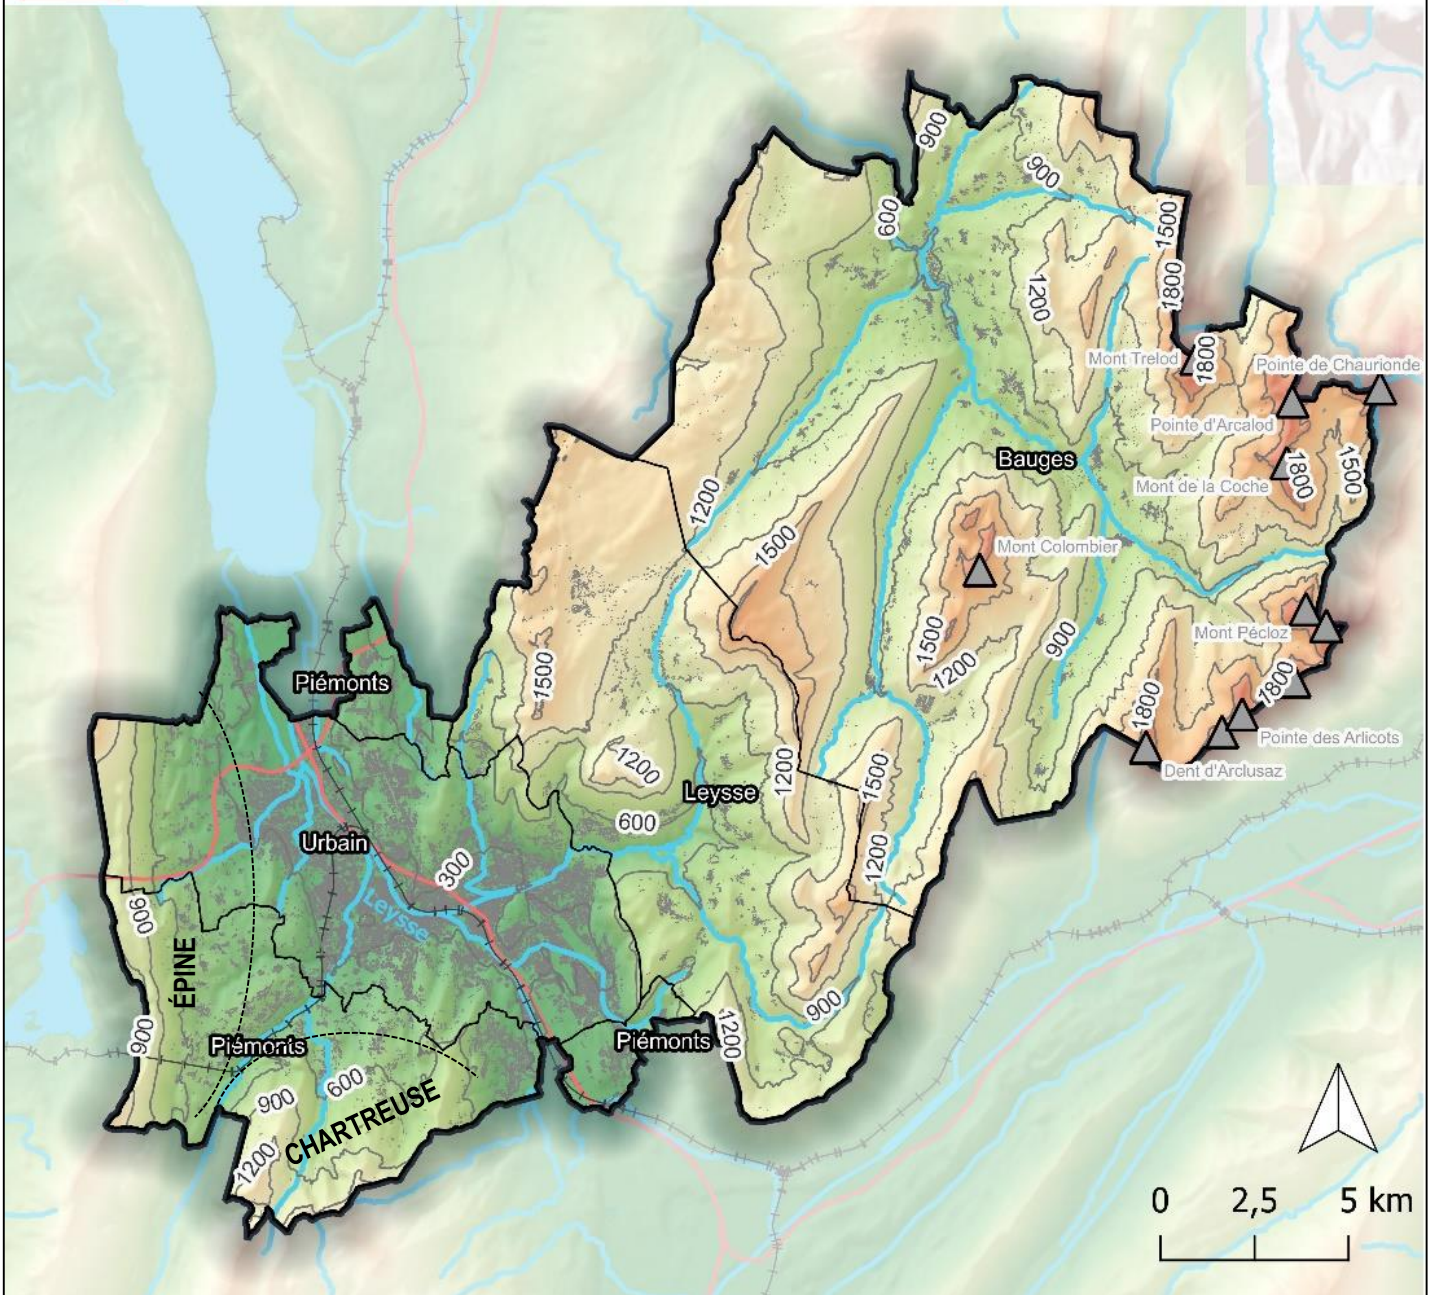 900
900
600
1500
1200
1800
Mont Trelod
1800
Pointe de Chaurionde
Pointe d'Arcalod
Bauges
1800
1500
1200
Mont de la Coche
1500
Mont Colombier
Mont Pécloz
1500
900
1200
1500
Piémonts
1800
1800
Pointe des Arlicots
Dent d'Arclusaz
1200
1200
1500
Leysse
600
Urbain
300
1200
Leysse
900
ÉPINE
900
900
Piémonts
Piémonts
1200
600
900
CHARTREUSE
1200
0 2,5 5 km